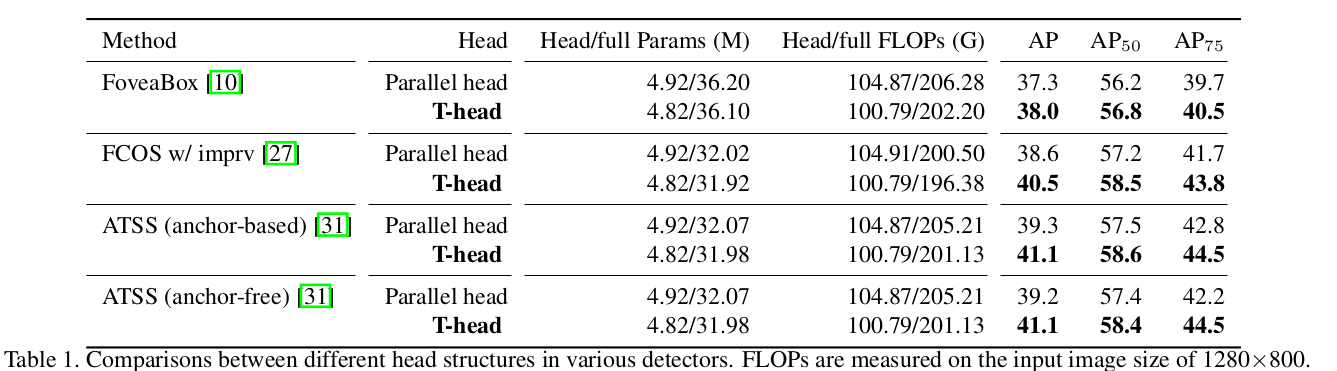 Method Head Head/full Params (M) Head/full FLOPs (G) AP AP50 AP75
FoveaBox [10] Parallel head 4.92/36.20 104.87/206.28 37.3 56.2 39.7
T-head 4.82/36.10 100.79/202.20 38.0 56.8 40.5
FCOS w/ imprv [27] Parallel head 4.92/32.02 104.91/200.50 38.6 57.2 41.7
T-head 4.82/31.92 100.79/196.38 40.5 58.5 43.8
ATSS (anchor-based) [31] Parallel head 4.92/32.07 104.87/205.21 39.3 57.5 42.8
T-head 4.82/31.98 100.79/201.13 41.1 58.6 44.5
ATSS (anchor-free) [31] Parallel head 4.92/32.07 104.87/205.21 39.2 57.4 42.2
T-head 4.82/31.98 100.79/201.13 41.1 58.4 44.5
Table 1. Comparisons between different head structures in various detectors. FLOPs are measured on the input image size of 1280×800.